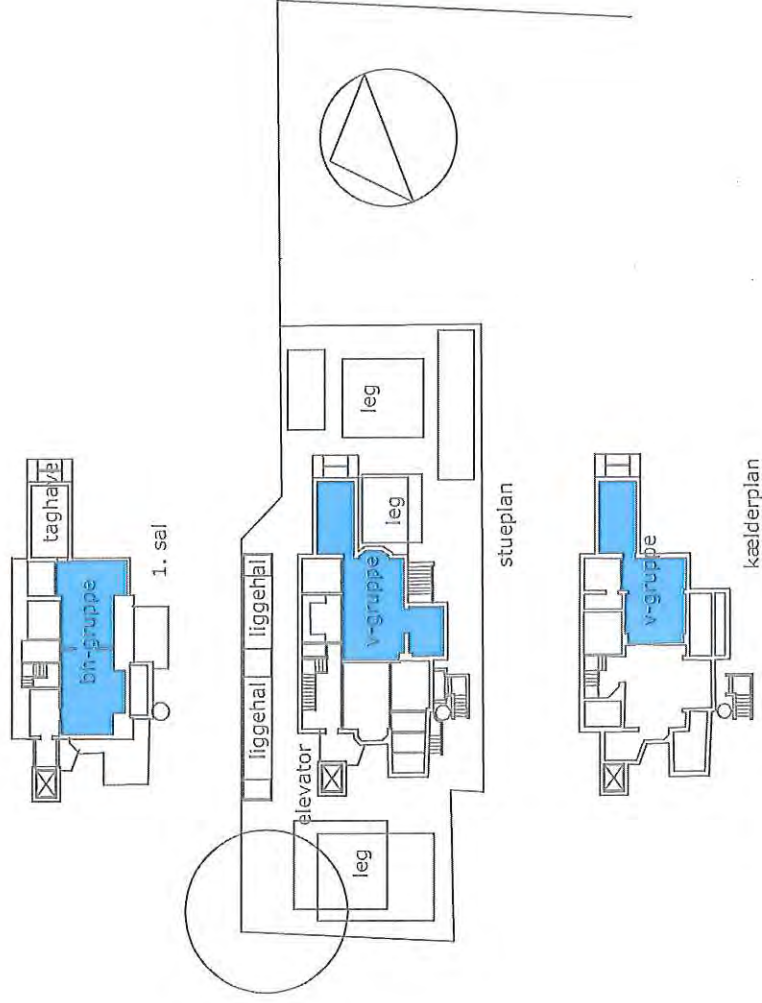 taghave
bh-gruppe
1. sal
liggehal
liggehal
elevator
v-gruppe
leg
leg
leg
stueplan
v-gruppe
kælderplan